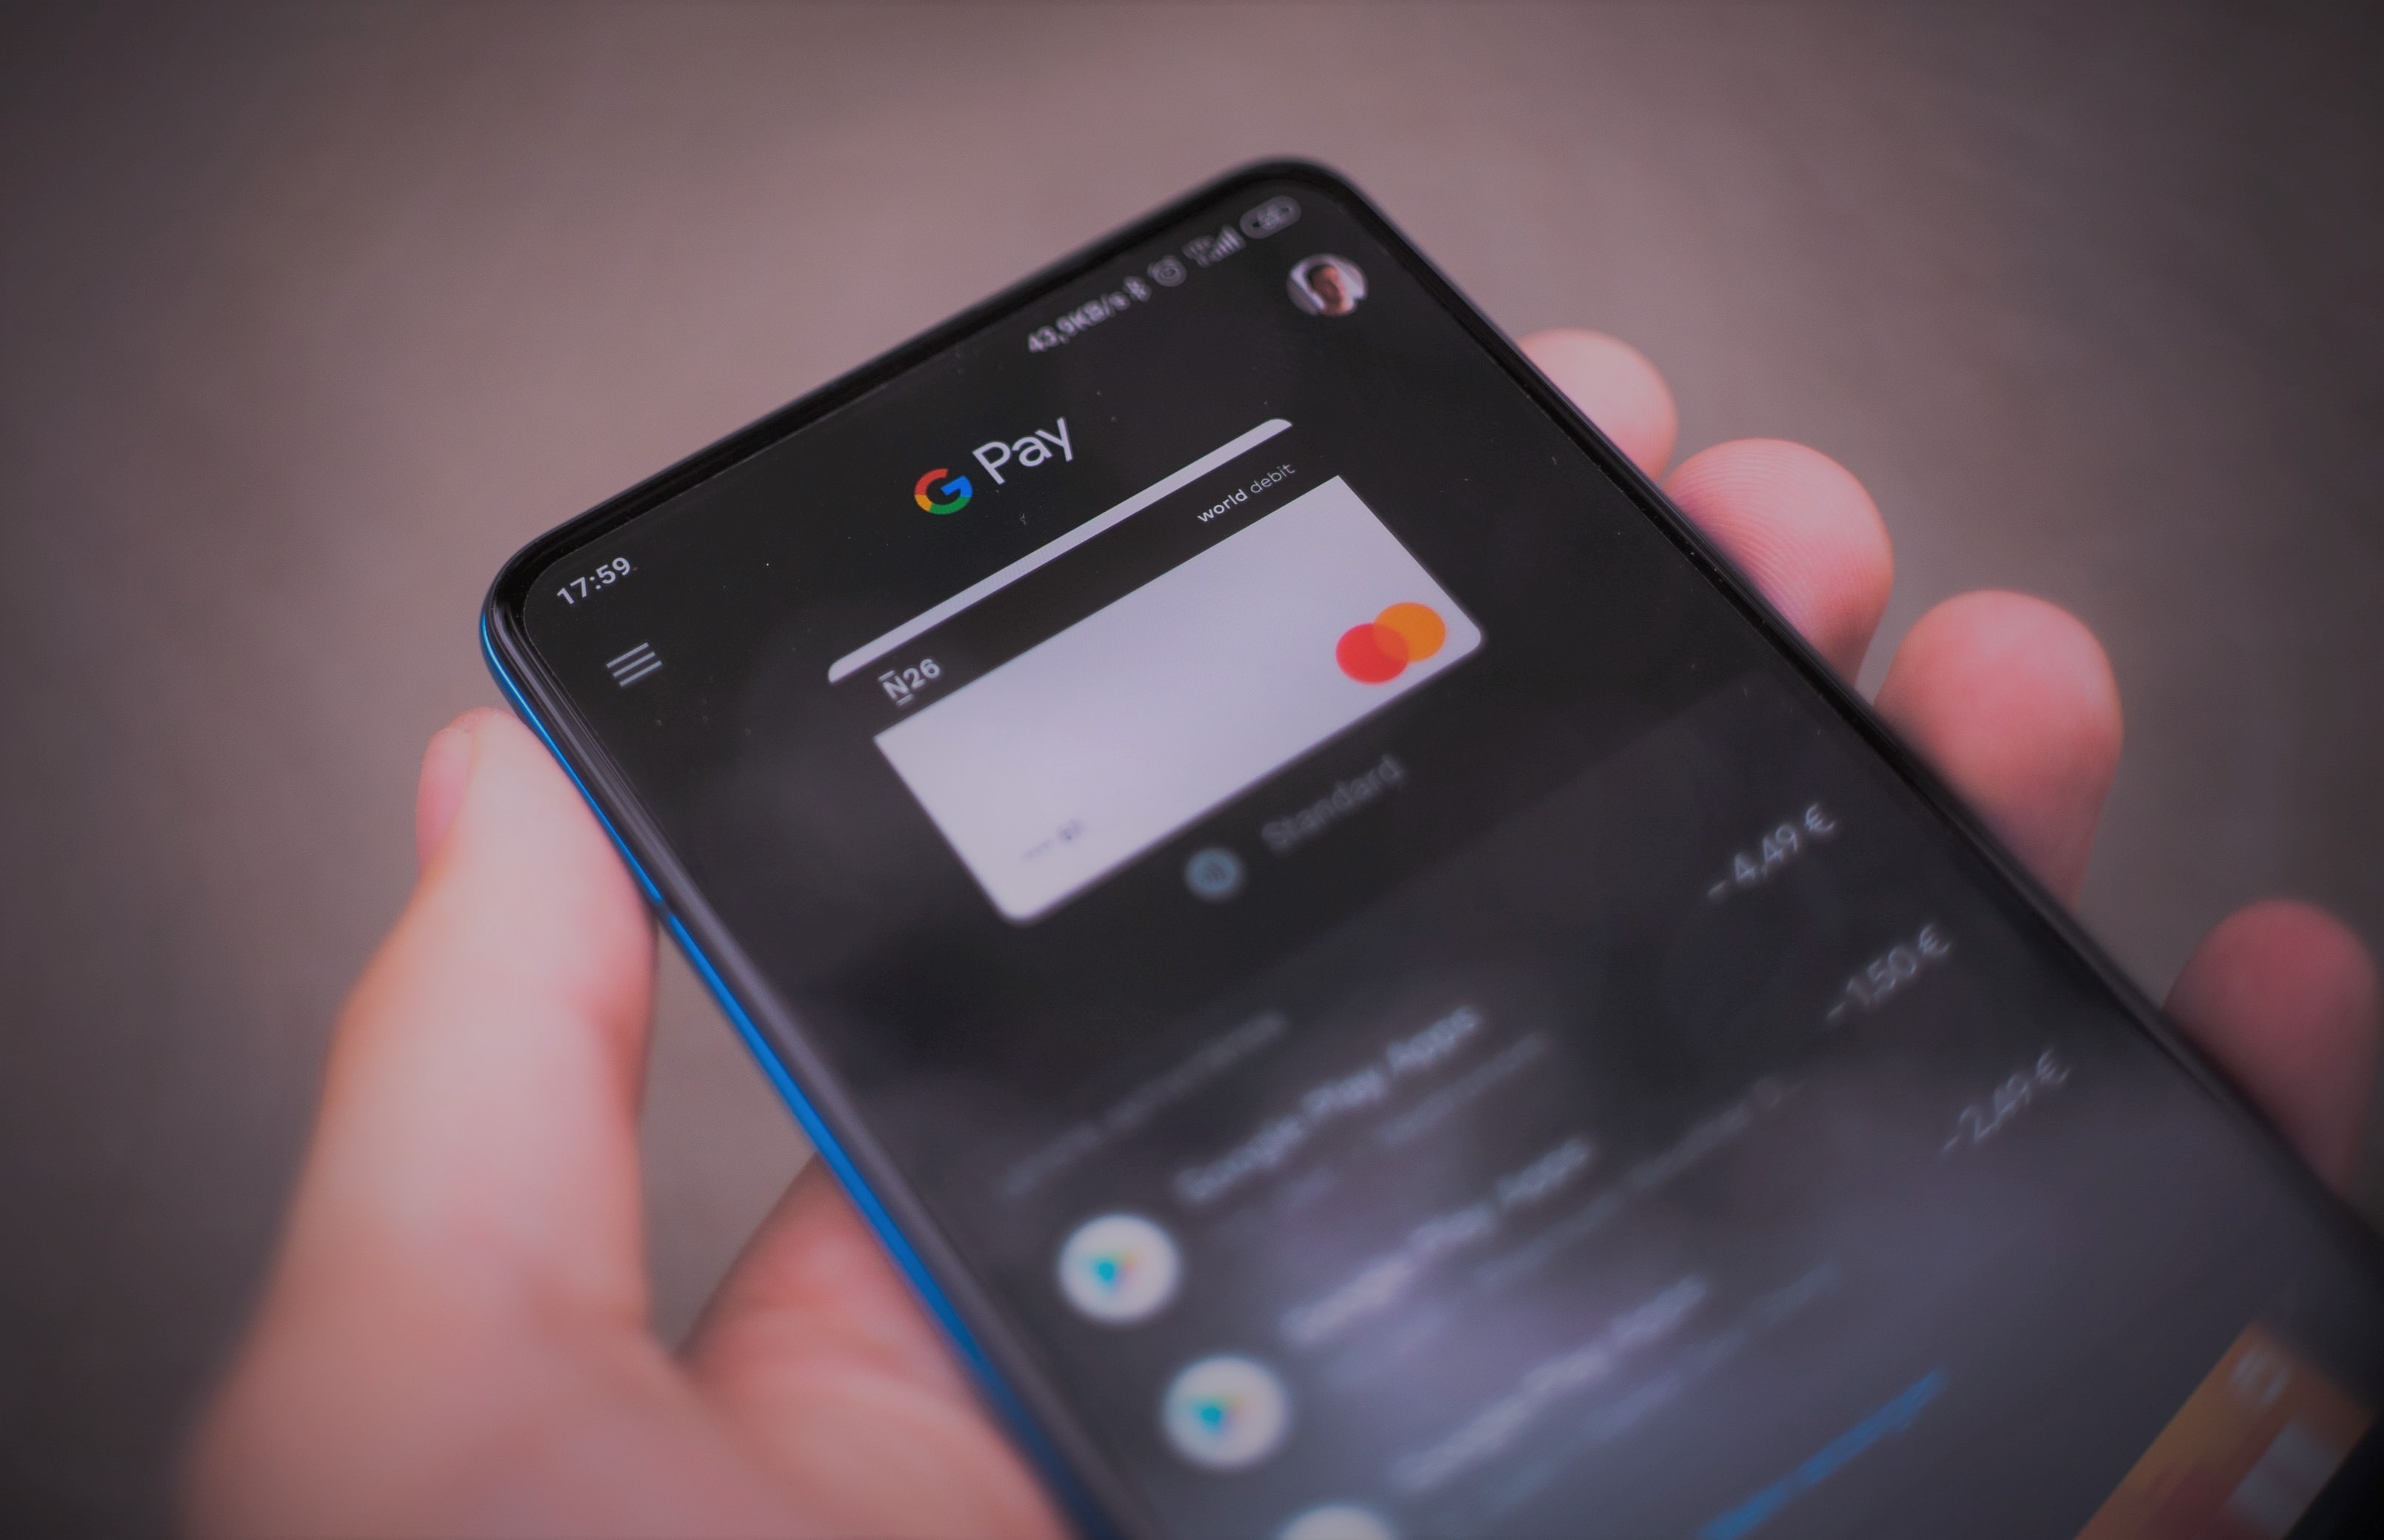 17:59
43,9KB/s
G Pay
world debit
N26
Standard
Google Play Apps
– 4,49 €
Google Play Apps
– 1,50 €
Google Play Apps
– 2,49 €